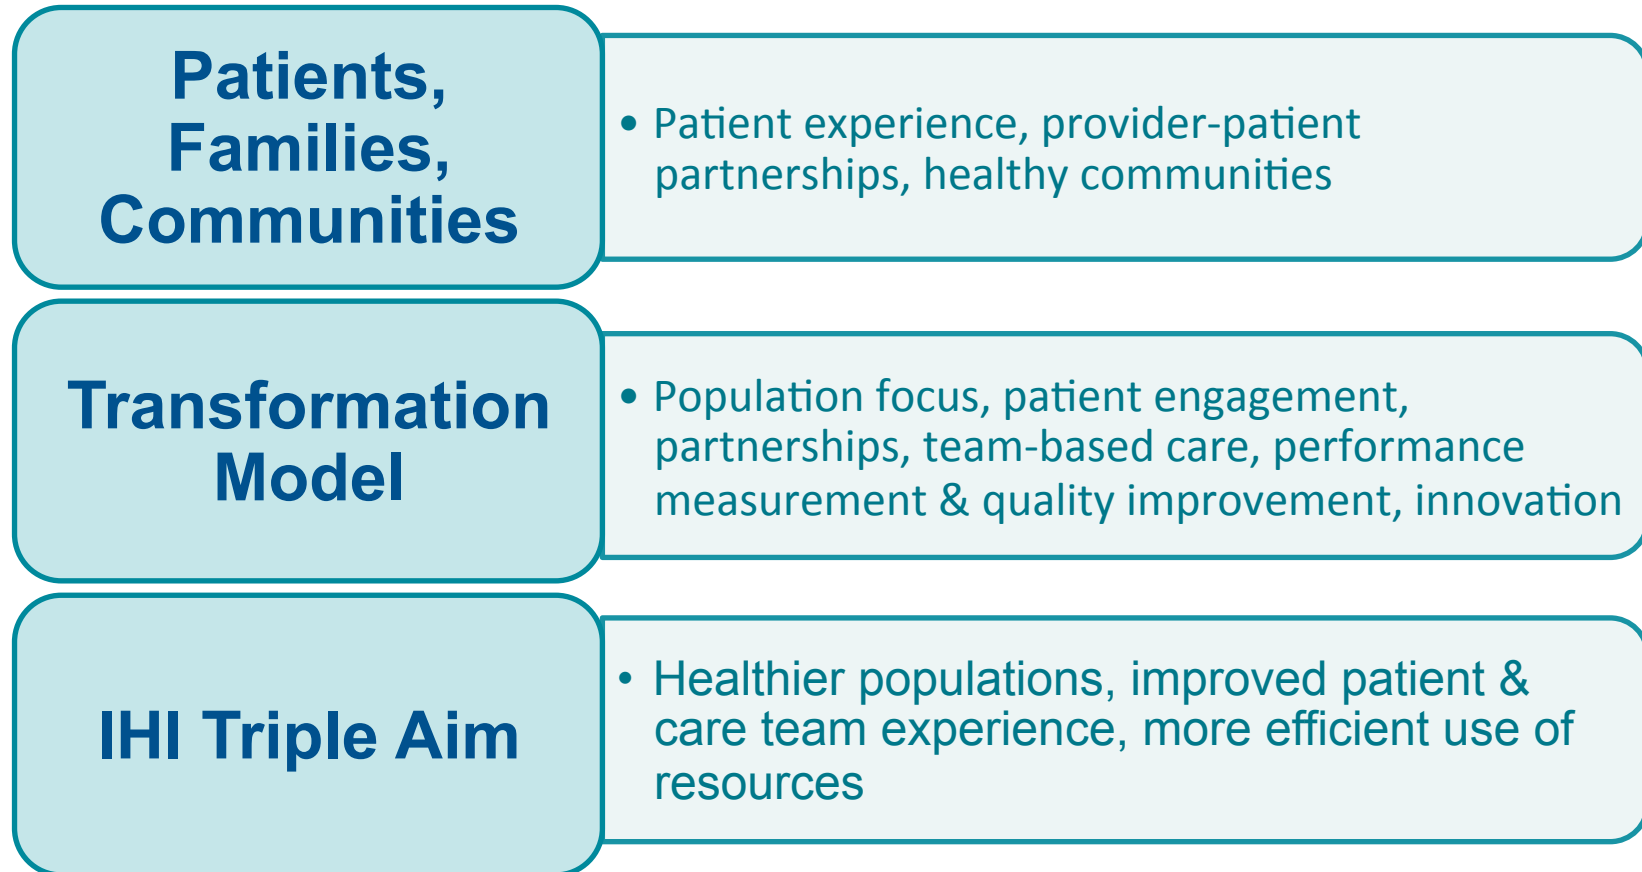 Patients,
Families,
Communities
• Patient experience, provider-patient
partnerships, healthy communities
Transformation
Model
• Population focus, patient engagement,
partnerships, team-based care, performance
measurement & quality improvement, innovation
IHI Triple Aim
• Healthier populations, improved patient &
care team experience, more efficient use of
resources